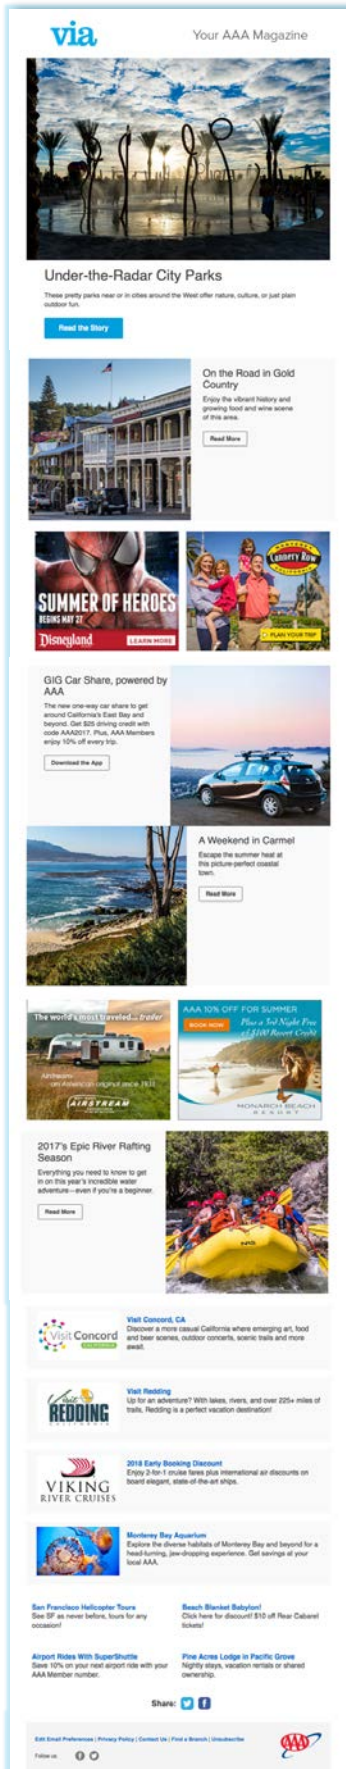 via
Your AAA Magazine
Under-the-Radar City Parks
These pretty parks near or in cities around the West offer nature, culture, or just plain
outdoor fun.
Read the Story
On the Road in Gold
Country
Enjoy the vibrant history and
growing food and wine scene
of this area.
Read More
SUMMER OF HEROES
BEGINS MAY 27
Disneyland
LEARN MORE
MONTEREY
Cannery Row
CALIFORNIA
PLAN YOUR TRIP
GIG Car Share, powered by
AAA
The new one-way car share to get
around California's East Bay and
beyond. Get $25 driving credit with
code AAA2017. Plus, AAA Members
enjoy 10% off every trip.
Download the App
A Weekend in Carmel
Escape the summer heat at
this picture-perfect coastal
town.
Read More
The world's most traveled... trailer
Airstream
an American original since 1931
AIRSTREAM
AAA 10% OFF FOR SUMMER
BOOK NOW
Plus a 3rd Night Free
& $100 Resort Credit
MONARCH BEACH
RESORT
2017's Epic River Rafting
Season
Everything you need to know to get
in on this year's incredible water
adventure—even if you're a beginner.
Read More
Visit Concord
CALIFORNIA
Visit Concord, CA
Discover a more casual California where emerging art, food
and beer scenes, outdoor concerts, scenic trails and more
await.
Visit
REDDING
CALIFORNIA
Visit Redding
Up for an adventure? With lakes, rivers, and over 225+ miles of
trails, Redding is a perfect vacation destination!
VIKING
RIVER CRUISES
2018 Early Booking Discount
Enjoy 2-for-1 cruise fares plus international air discounts on
board elegant, state-of-the-art ships.
Monterey Bay Aquarium
Explore the diverse habitats of Monterey Bay and beyond for a
head-turning, jaw-dropping experience. Get savings at your
local AAA.
San Francisco Helicopter Tours
See SF as never before, tours for any
occasion!
Beach Blanket Babylon!
Click here for discount! $10 off Rear Cabaret
tickets!
Airport Rides With SuperShuttle
Save 10% on your next airport ride with your
AAA Member number.
Pine Acres Lodge in Pacific Grove
Nightly stays, vacation rentals or shared
ownership.
Share:
Edit Email Preferences | Privacy Policy | Contact Us | Find a Branch | Unsubscribe
Follow us:
AAA